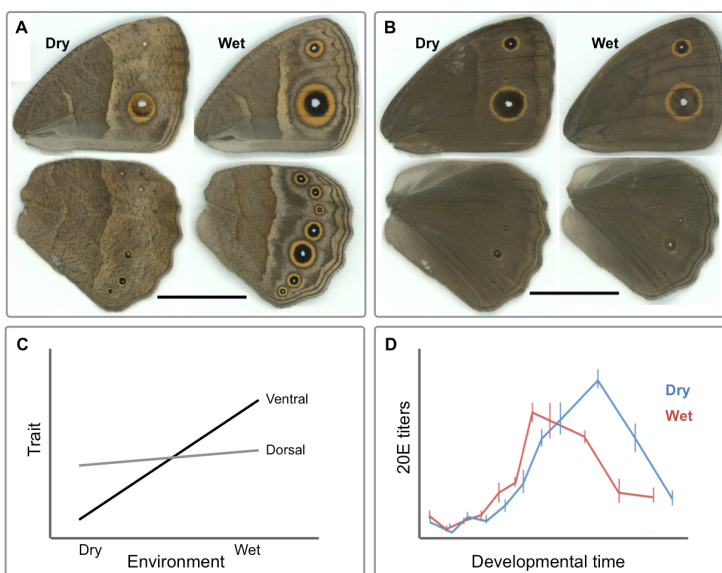 A
Dry
Wet
B
Dry
Wet
C
Trait
Ventral
Dorsal
Dry
Wet
Environment
D
20E titers
Dry
Wet
Developmental time